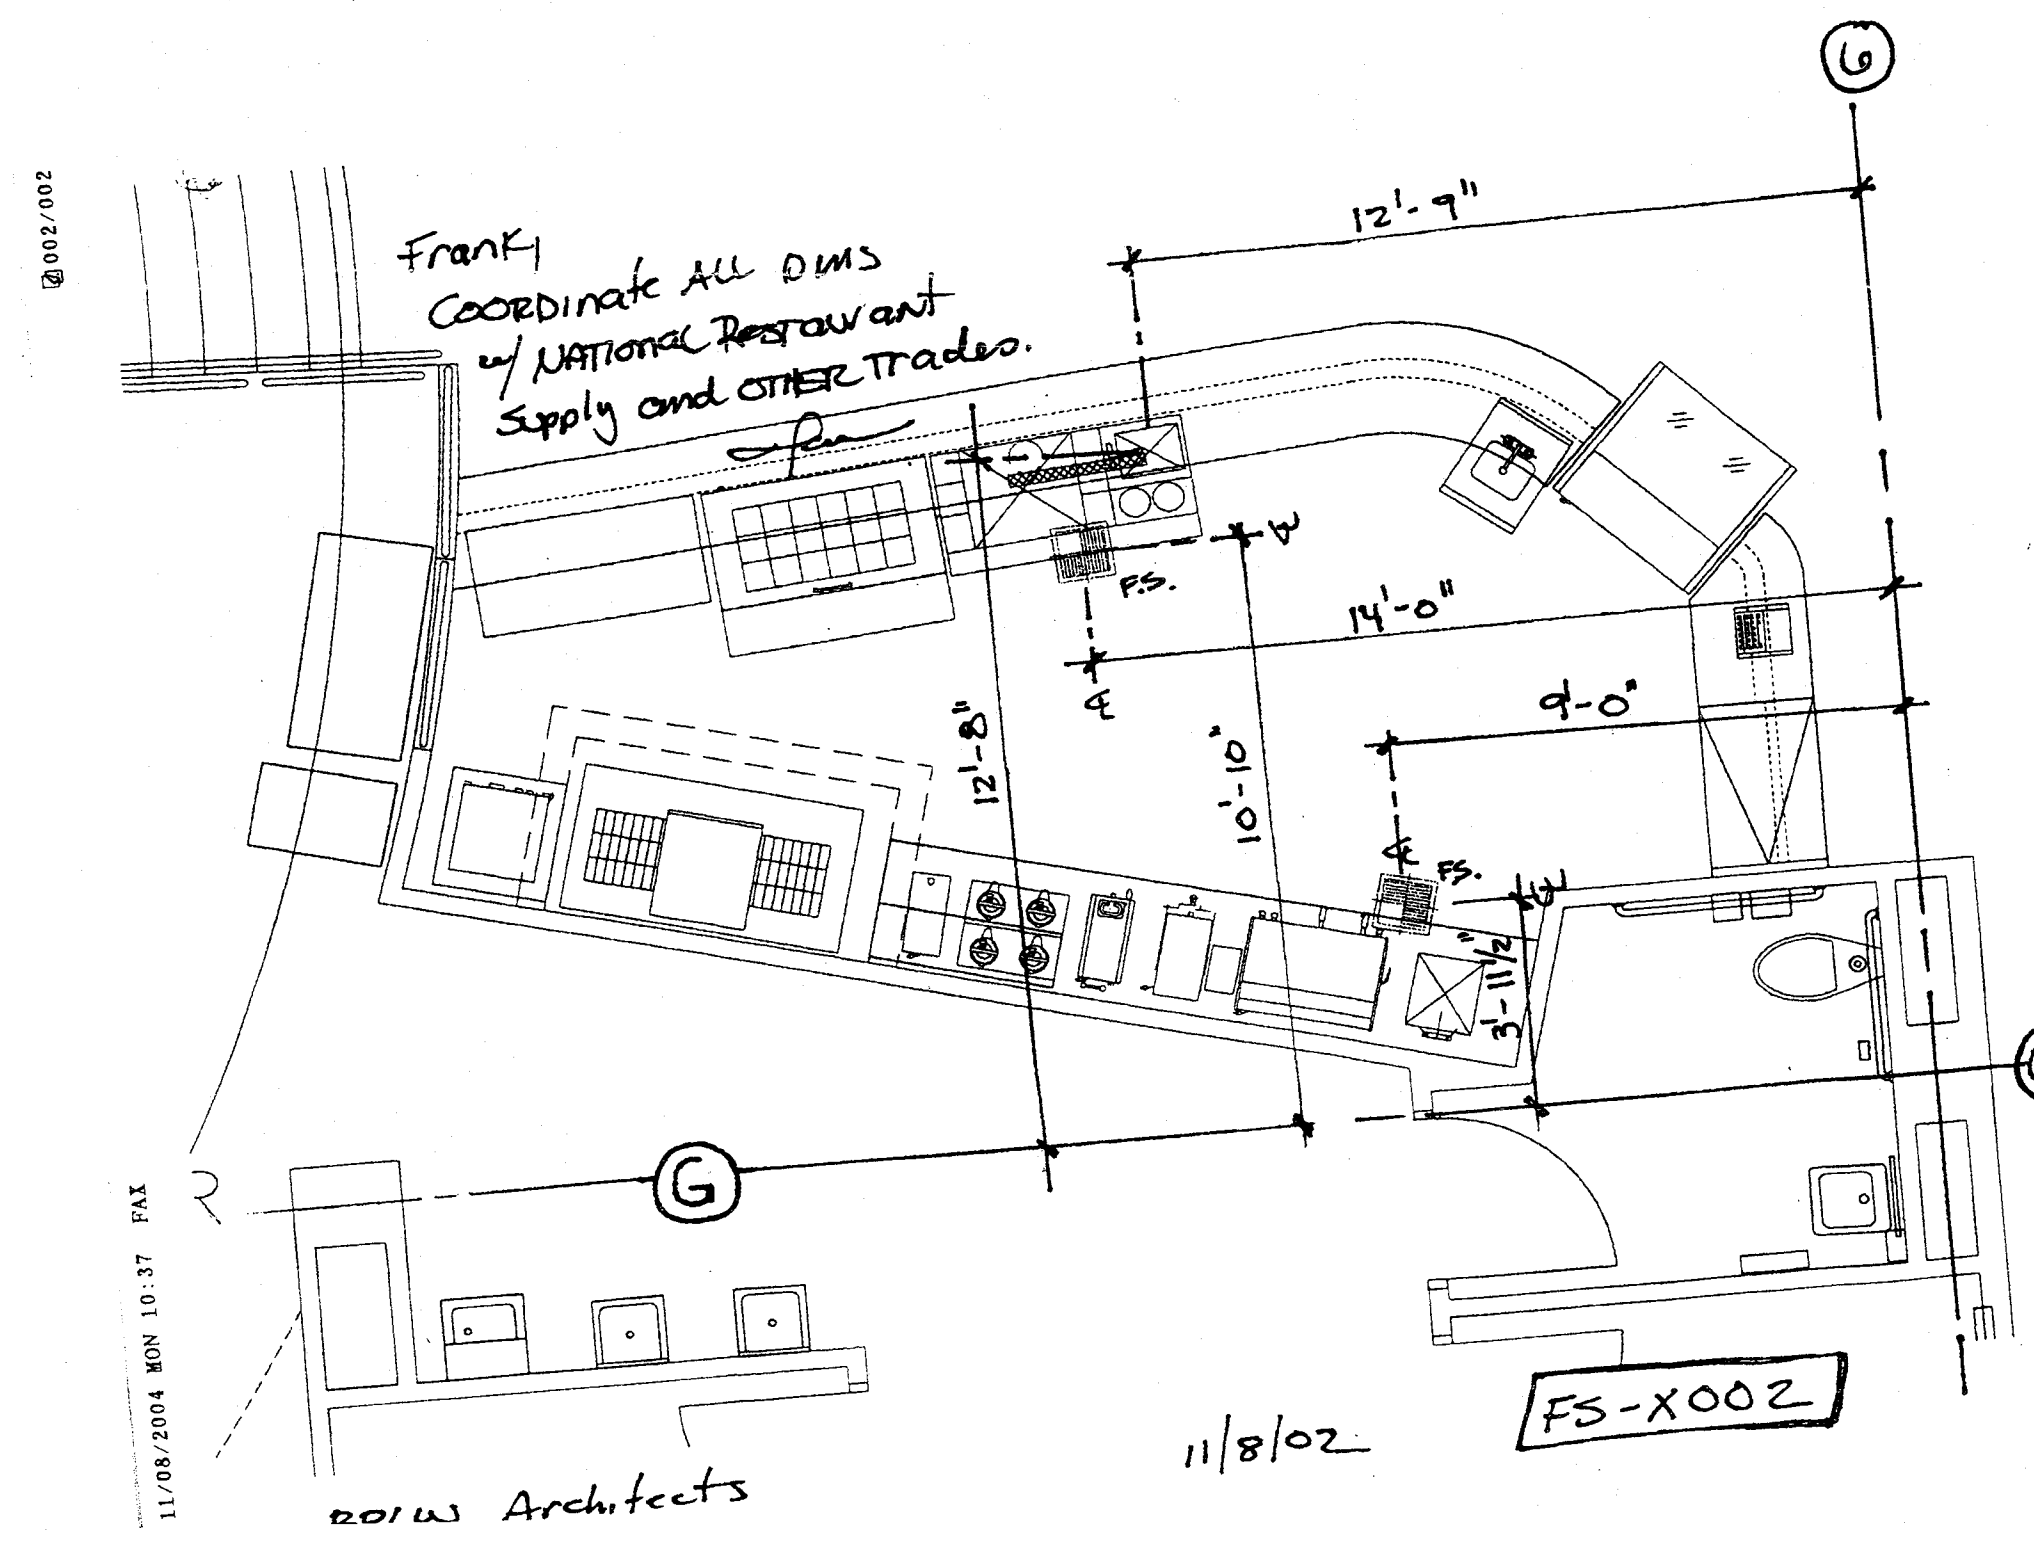 6
002/002
12'-9"
Frank,
COORDinate ALL DIMS
w/ NATIONAL RESTaurant
Supply and OTHER Trades.
F.S.
14'-0"
9'-0"
12'-8"
10'-10"
FS.
3'-11 1/2"
G
11/08/2004 MON 10:37 FAX
FS-X002
11/8/02
Architects